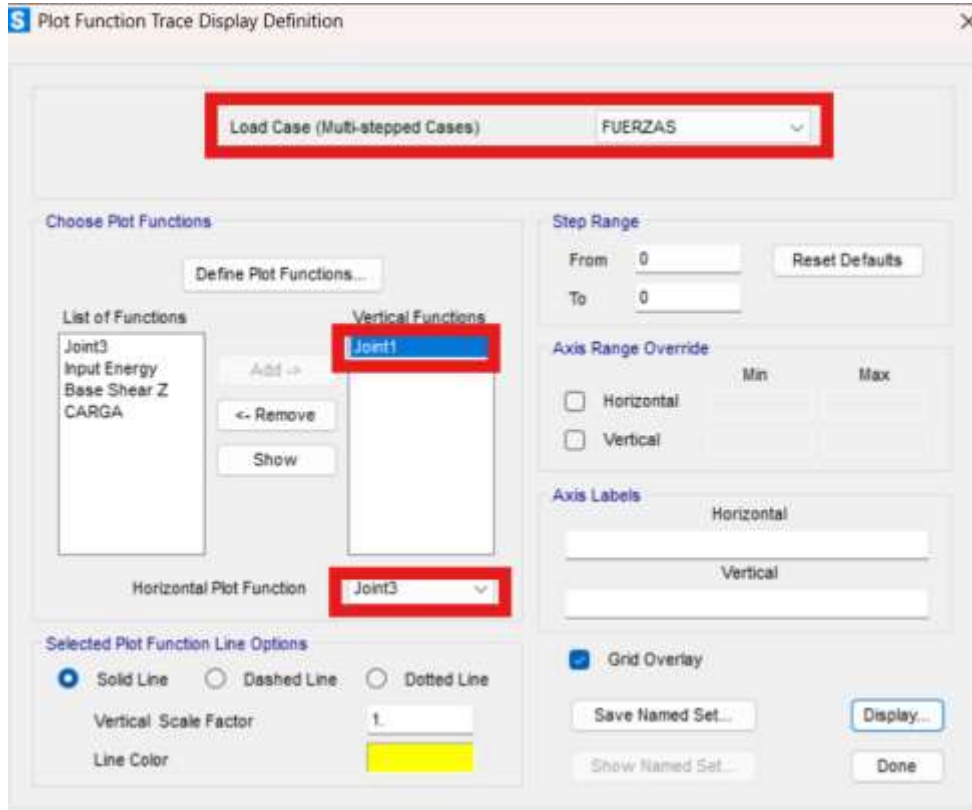 S Plot Function Trace Display Definition
Load Case (Multi-stepped Cases) FUERZAS
Choose Plot Functions
Define Plot Functions...
List of Functions
Joint3
Input Energy
Base Shear Z
CARGA
Add ->
<- Remove
Show
Vertical Functions
Joint1
Horizontal Plot Function Joint3
Selected Plot Function Line Options
Solid Line Dashed Line Dotted Line
Vertical Scale Factor 1.
Line Color
Step Range
From 0
To 0
Reset Defaults
Axis Range Override
Min Max
Horizontal
Vertical
Axis Labels
Horizontal
Vertical
Grid Overlay
Save Named Set...
Display...
Show Named Set...
Done